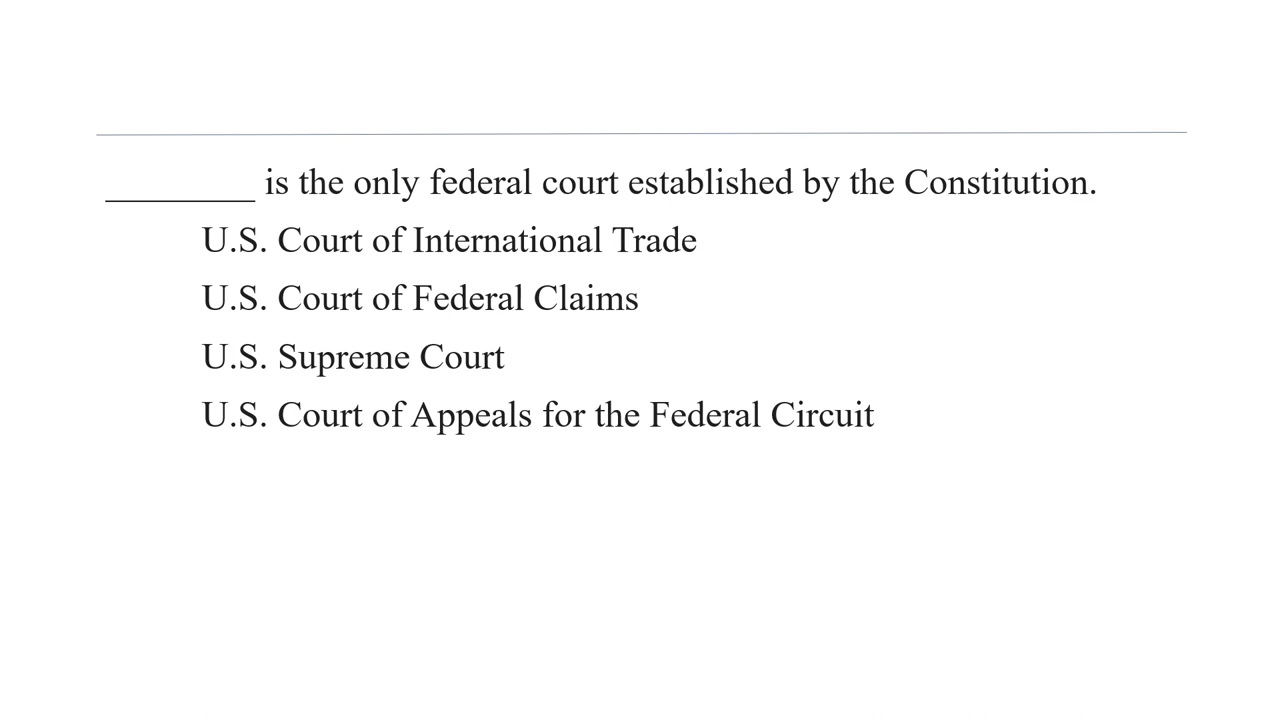 _________ is the only federal court established by the Constitution.
U.S. Court of International Trade
U.S. Court of Federal Claims
U.S. Supreme Court
U.S. Court of Appeals for the Federal Circuit